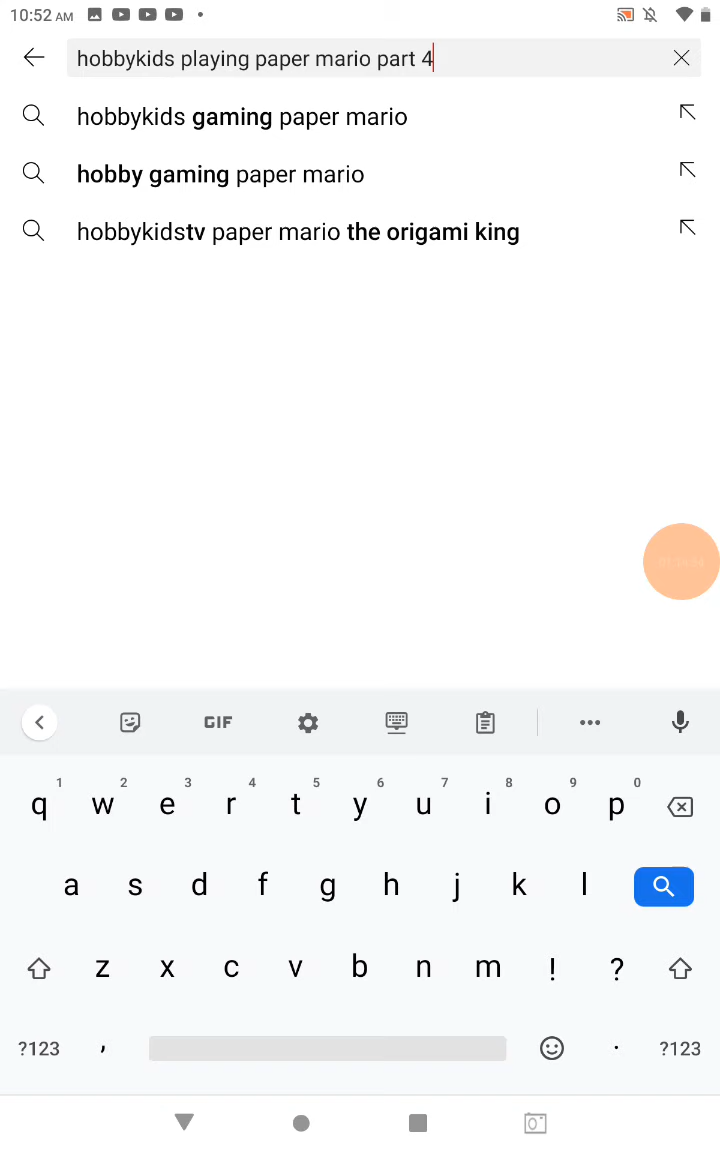 10:52 AM
hobbykids playing paper mario part 4
hobbykids gaming paper mario
hobby gaming paper mario
hobbykidstv paper mario the origami king
GIF
1 2 3 4 5 6 7 8 9 0
q w e r t y u i o p
a s d f g h j k l
z x c v b n m ! ?
?123 , . ?123